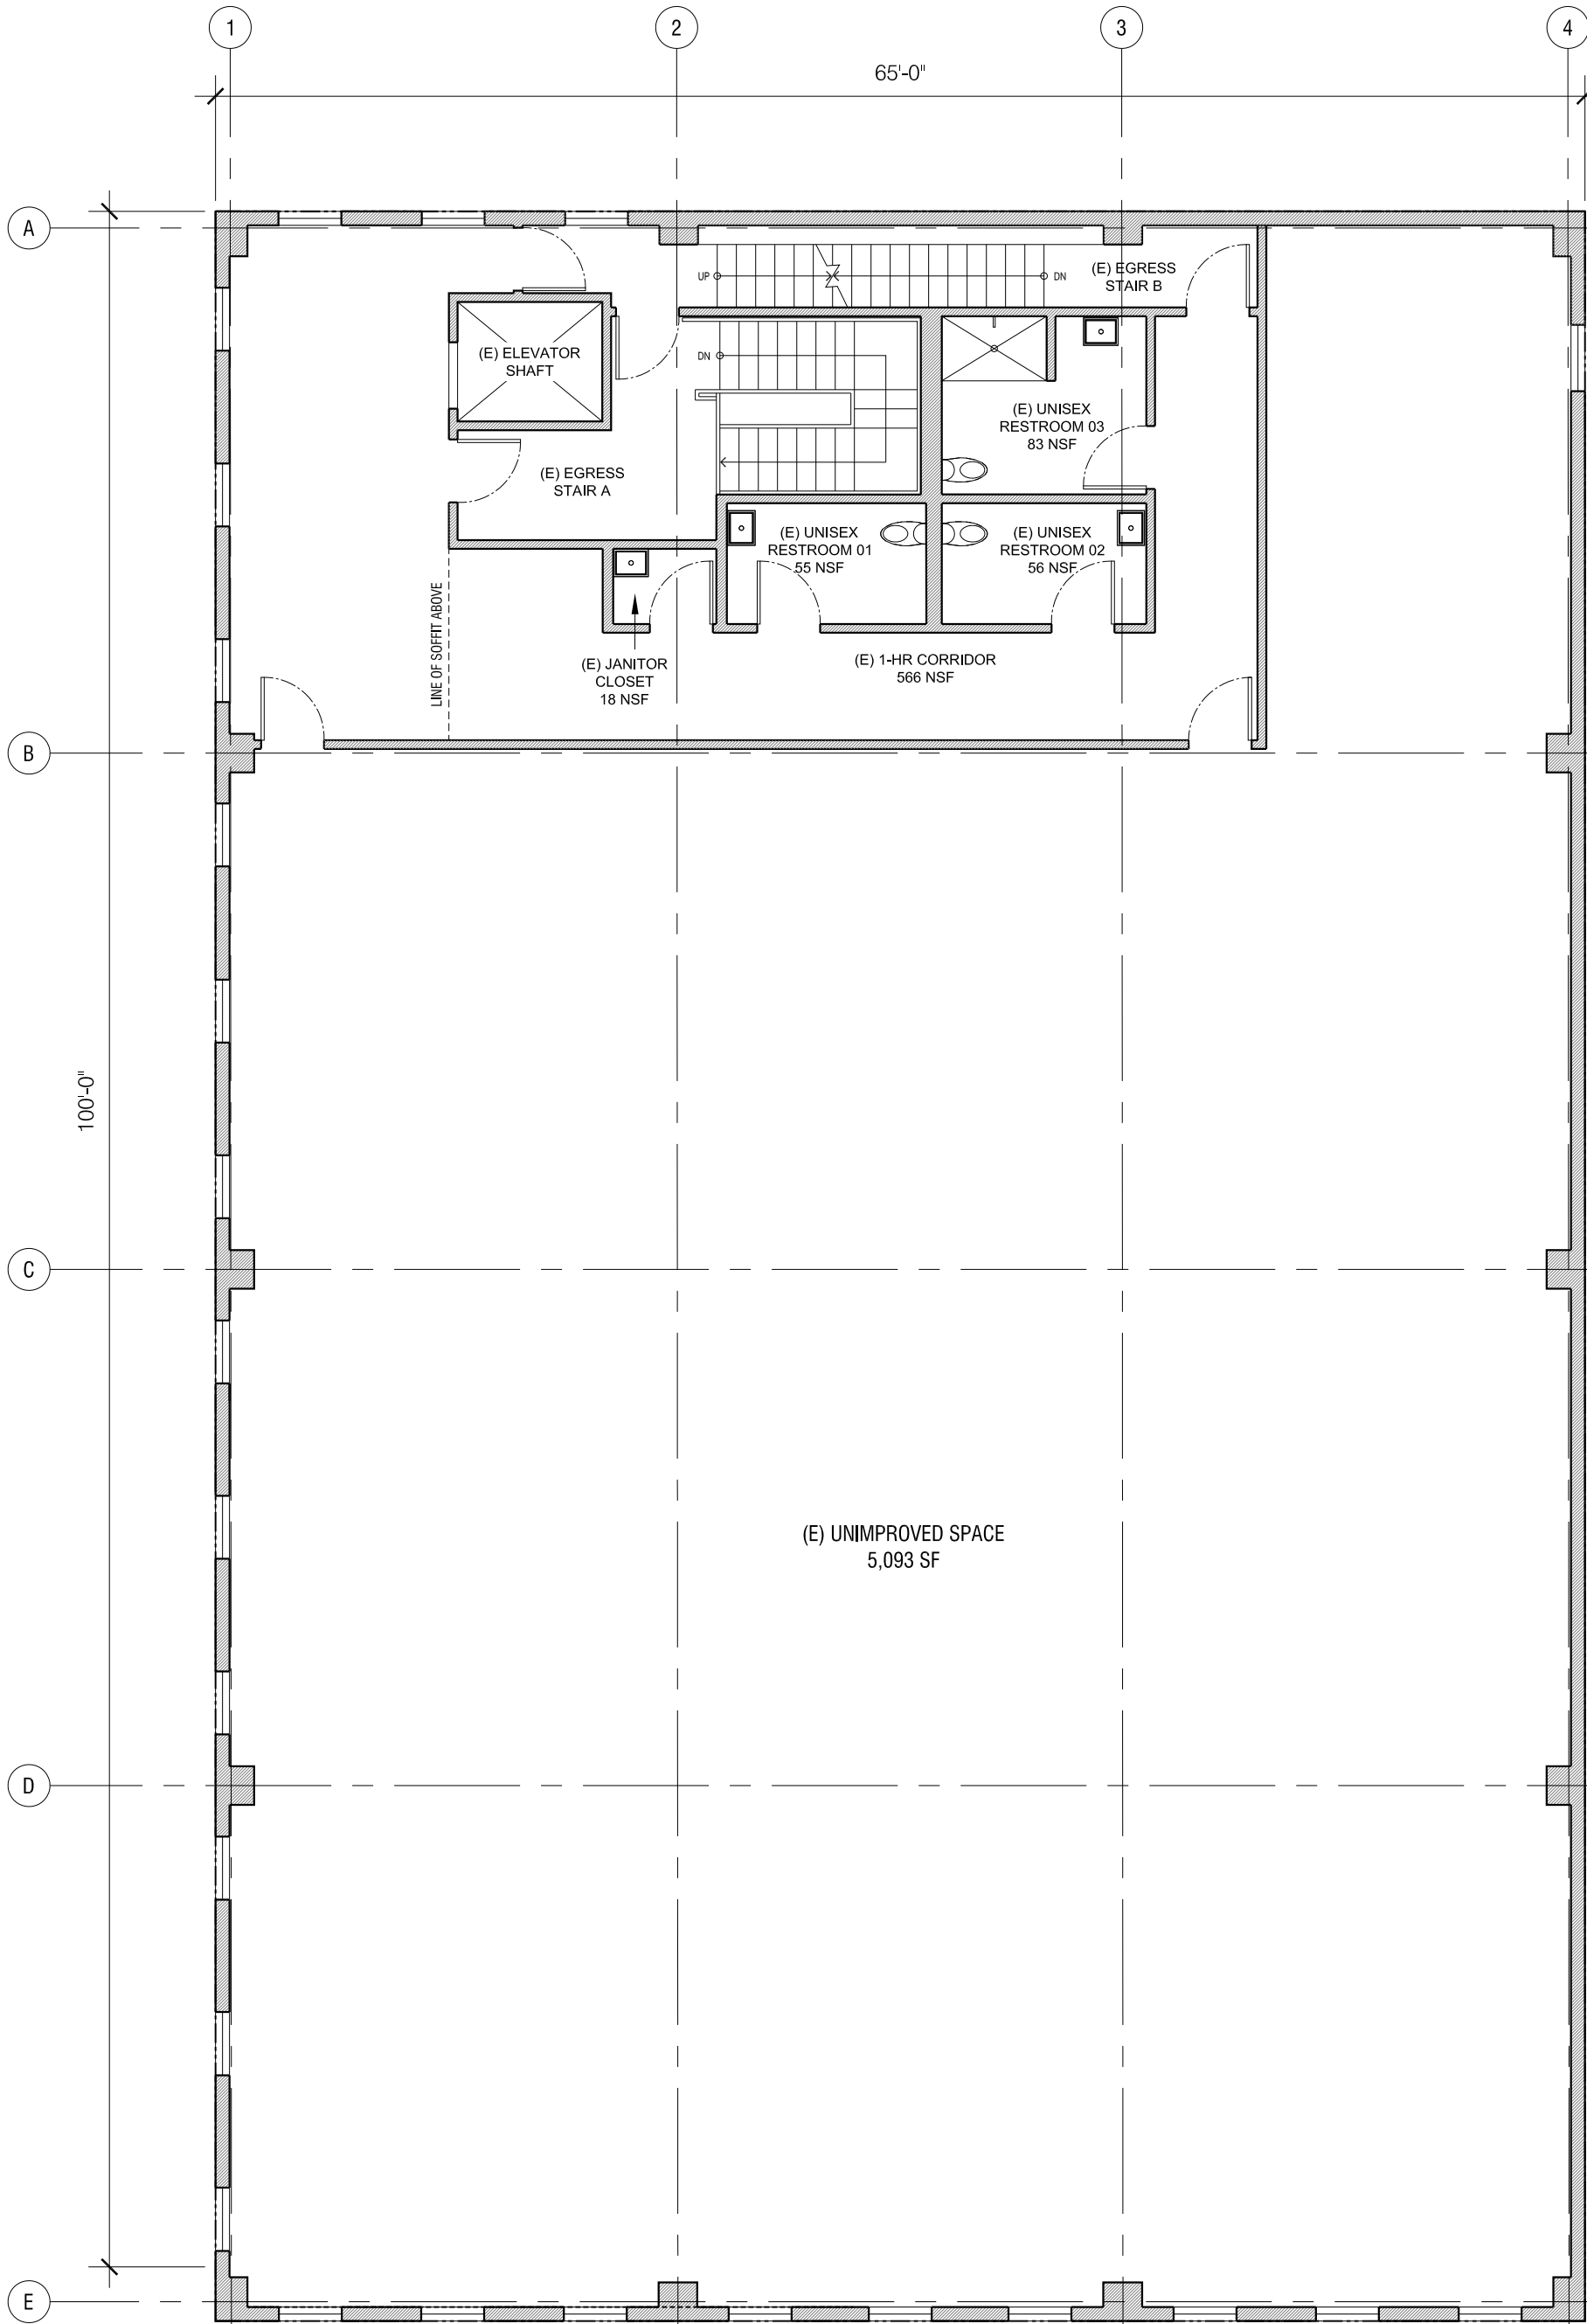 1
2
3
4
65'-0"
A
UP
DN
(E) EGRESS
STAIR B
(E) ELEVATOR
SHAFT
DN
(E) UNISEX
RESTROOM 03
83 NSF
(E) EGRESS
STAIR A
(E) UNISEX
RESTROOM 01
55 NSF
(E) UNISEX
RESTROOM 02
56 NSF
LINE OF SOFFIT ABOVE
(E) JANITOR
CLOSET
18 NSF
(E) 1-HR CORRIDOR
566 NSF
B
100'-0"
C
(E) UNIMPROVED SPACE
5,093 SF
D
E